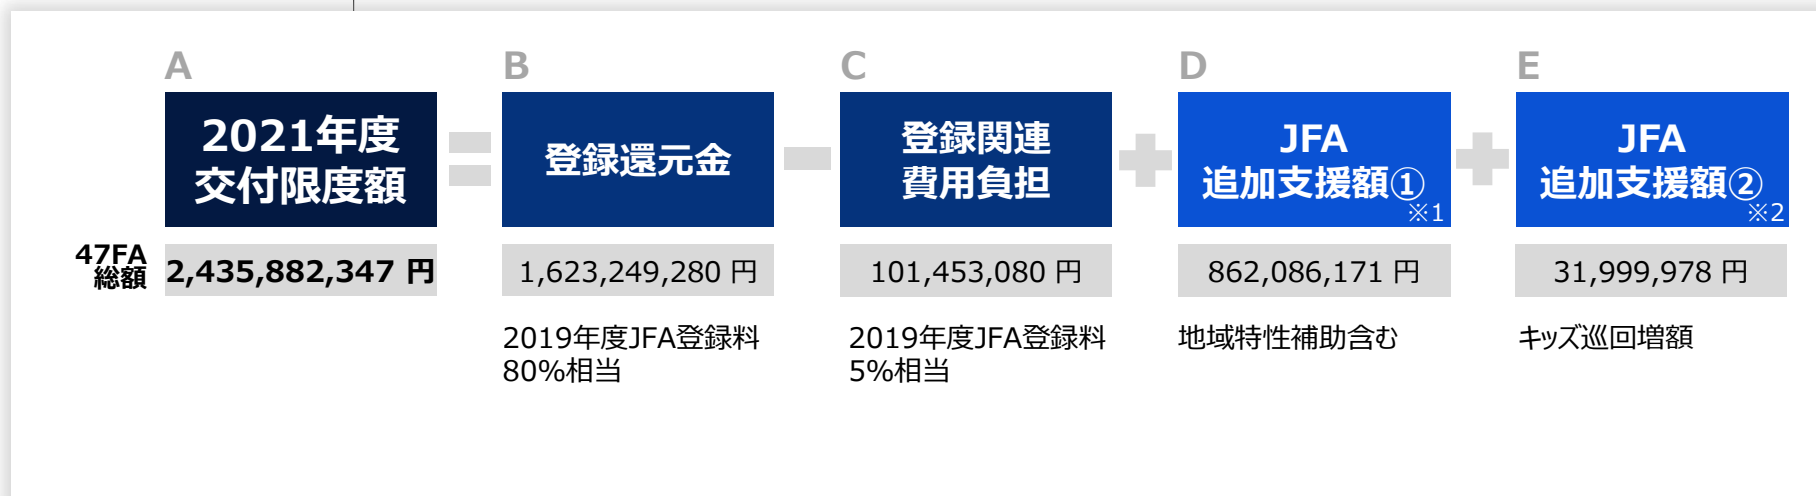 A
B
C
D
E
2021年度
交付限度額
登録還元金
登録関連
費用負担
JFA
追加支援額①
※1
JFA
追加支援額②
※2
47FA
総額
2,435,882,347 円
1,623,249,280 円
101,453,080 円
862,086,171 円
31,999,978 円
2019年度JFA登録料
80%相当
2019年度JFA登録料
5%相当
地域特性補助含む
キッズ巡回増額